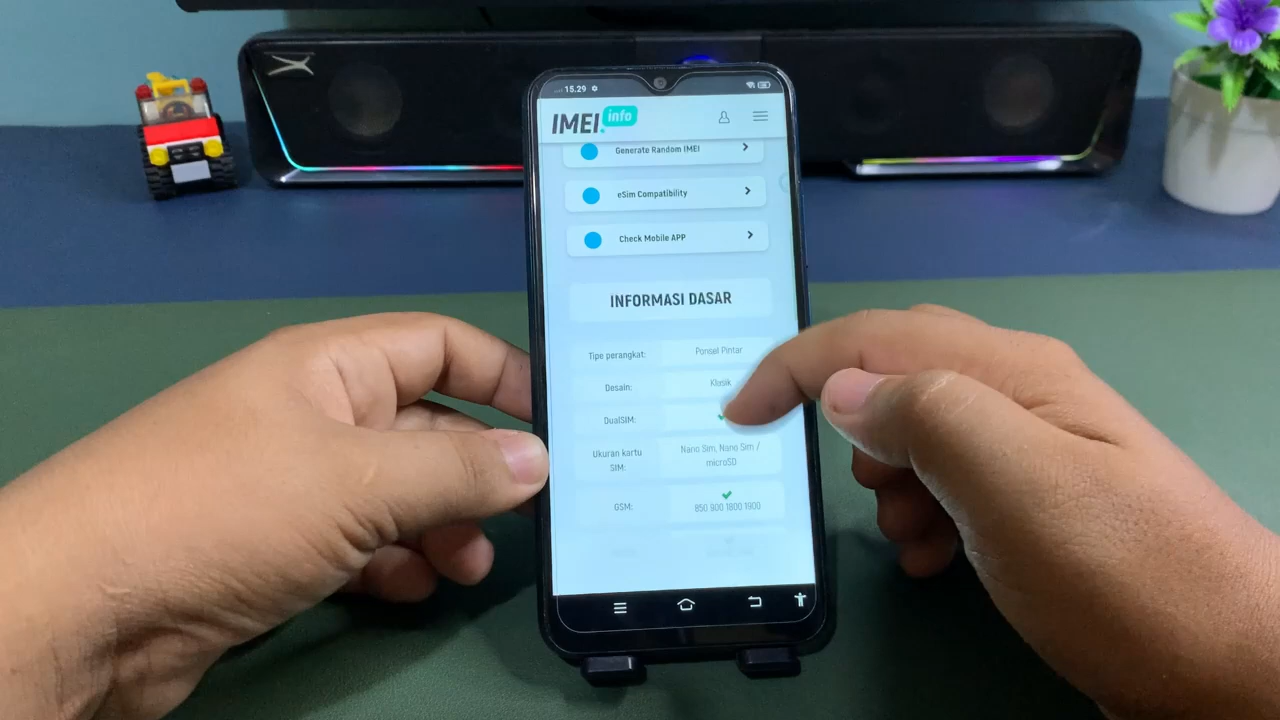 15.29
IMEI.info
Generate Random IMEI
eSim Compatibility
Check Mobile APP
INFORMASI DASAR
Tipe perangkat: Ponsel Pintar
Desain: Klasik
DualSIM:
Ukuran kartu SIM: Nano Sim, Nano Sim / microSD
GSM: 850 900 1800 1900